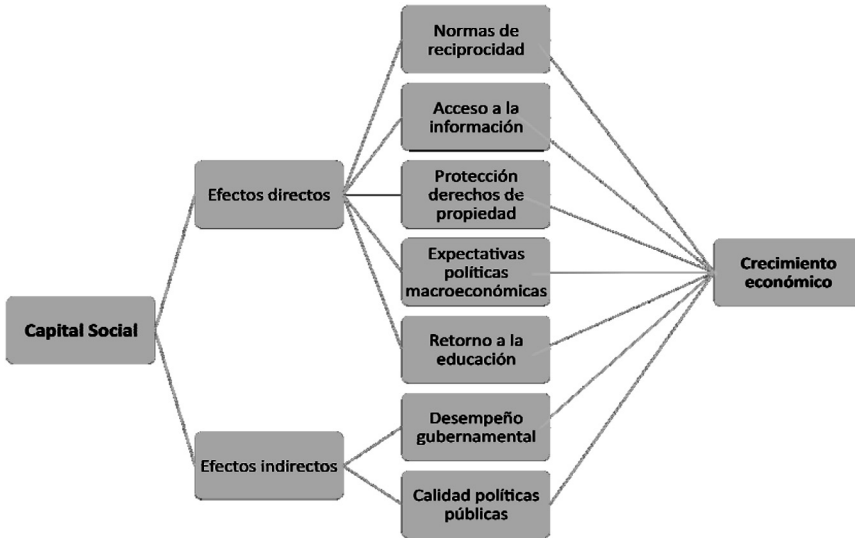 Capital Social
Efectos directos
Efectos indirectos
Normas de
reciprocidad
Acceso a la
información
Protección
derechos de
propiedad
Expectativas
políticas
macroeconómicas
Retorno a la
educación
Desempeño
gubernamental
Calidad políticas
públicas
Crecimiento
económico